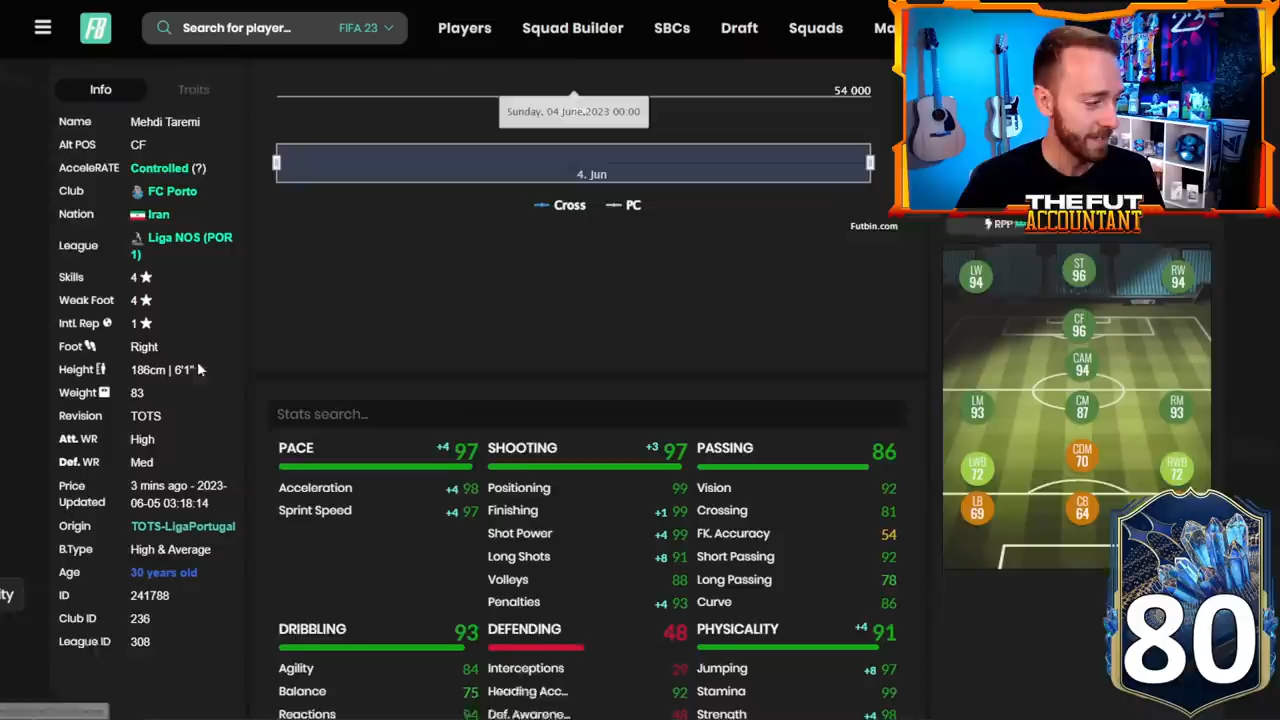 FB
Search for player...
FIFA 23
Players
Squad Builder
SBCs
Draft
Squads
Ma
23
THE FUT
ACCOUNTANT
RPP
Info
Traits
Name Mehdi Taremi
Alt POS CF
AcceleRATE Controlled (?)
Club FC Porto
Nation Iran
League Liga NOS (POR
1)
Skills 4
Weak Foot 4
Intl. Rep 1
Foot Right
Height 186cm | 6'1"
Weight 83
Revision TOTS
Att. WR High
Def. WR Med
Price
Updated
3 mins ago - 2023-
06-05 03:18:14
Origin TOTS-LigaPortugal
B.Type High & Average
Age 30 years old
ID 241788
Club ID 236
League ID 308
ty
54 000
Sunday, 04 June,2023 00:00
4. Jun
Cross
PC
Futbin.com
Stats search...
PACE +4 97
Acceleration +4 98
Sprint Speed +4 97
SHOOTING +3 97
Positioning 99
Finishing +1 99
Shot Power +4 99
Long Shots +8 91
Volleys 88
Penalties +4 93
PASSING 86
Vision 92
Crossing 81
FK. Accuracy 54
Short Passing 92
Long Passing 78
Curve 86
DRIBBLING 93
Agility 84
Balance 75
Reactions 94
DEFENDING 48
Interceptions 29
Heading Acc... 92
Def. Awarene... 48
PHYSICALITY +4 91
Jumping +8 97
Stamina 99
Strength +4 98
LW
94
ST
96
RW
94
CF
96
CAM
94
LM
93
CM
87
RM
93
CDM
70
LWB
72
RWB
72
LB
69
CB
64
80